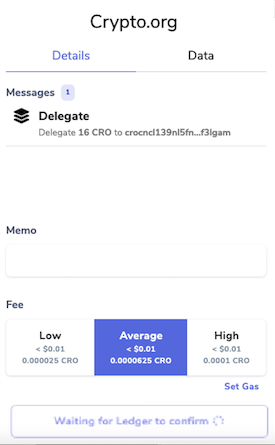 Crypto.org
Details Data
Messages 1
Delegate
Delegate 16 CRO to crocncl139nl5fn...f3lgam
Memo
Fee
Low Average High
< $0.01 < $0.01 < $0.01
0.000025 CRO 0.0000625 CRO 0.0001 CRO
Set Gas
Waiting for Ledger to confirm